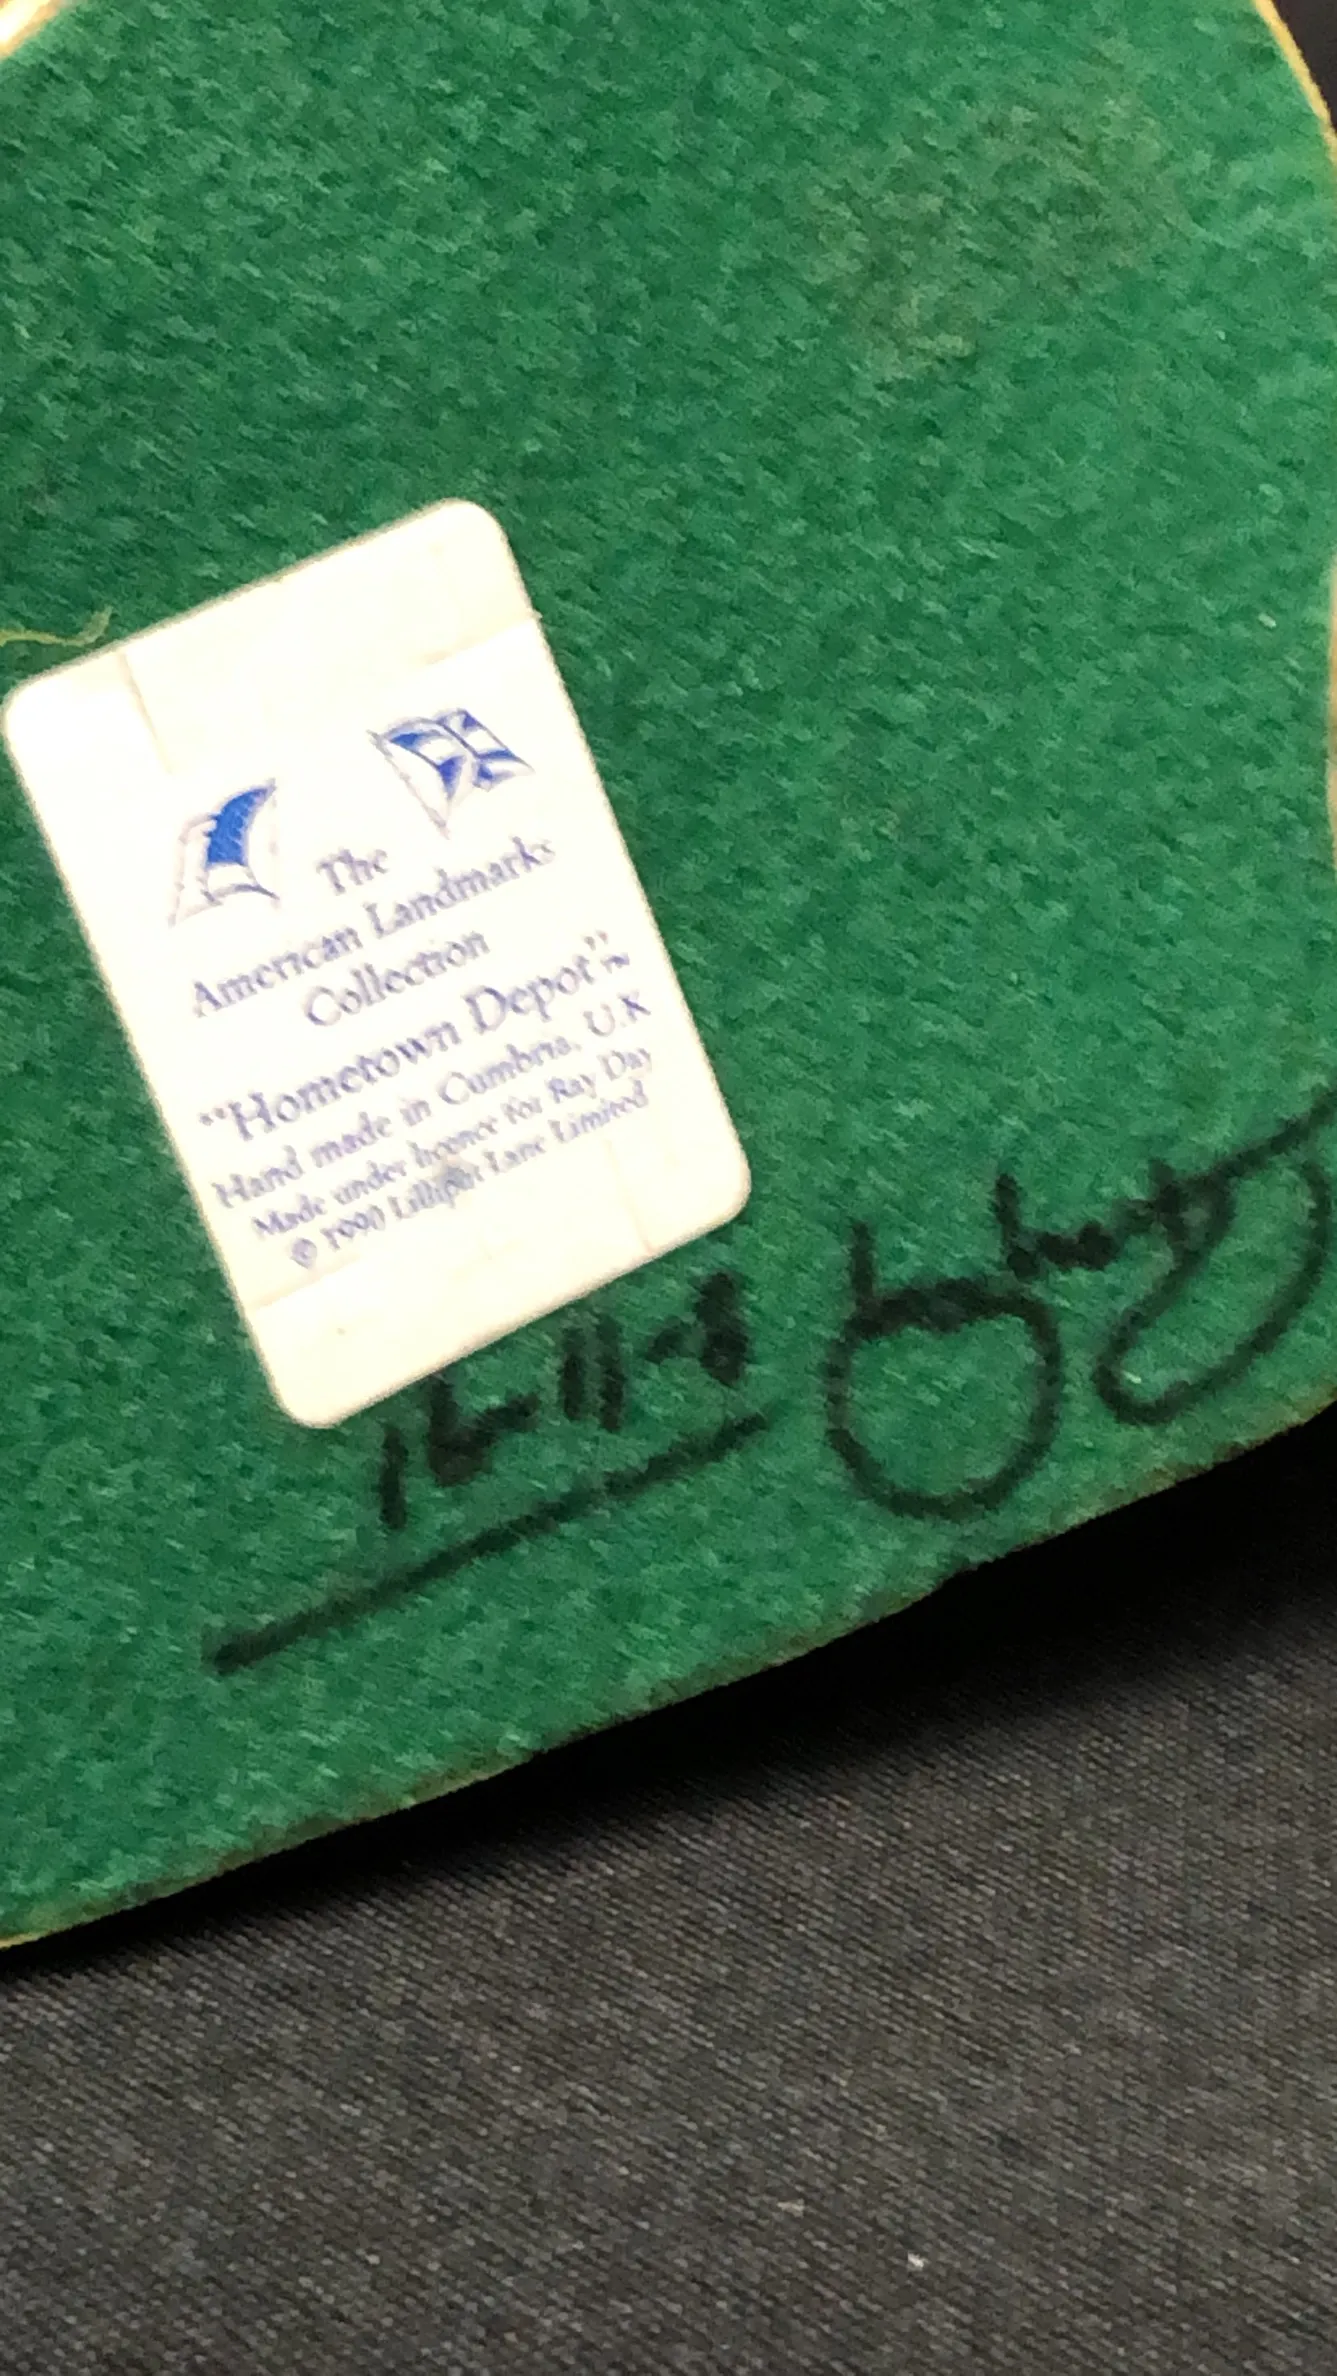 The
American Landmarks
Collection
"Hometown Depot"™
Hand made in Cumbria, U.K
Made under licence for Ray Day
© 1990 Lilliput Lane Limited